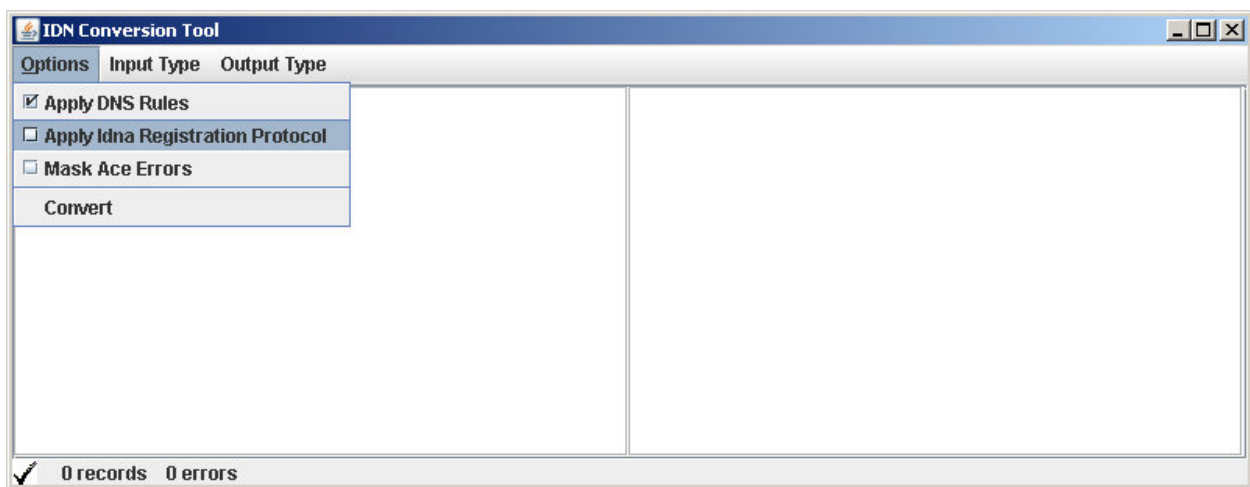 IDN Conversion Tool
Options Input Type Output Type
Apply DNS Rules
Apply Idna Registration Protocol
Mask Ace Errors
Convert
0 records 0 errors